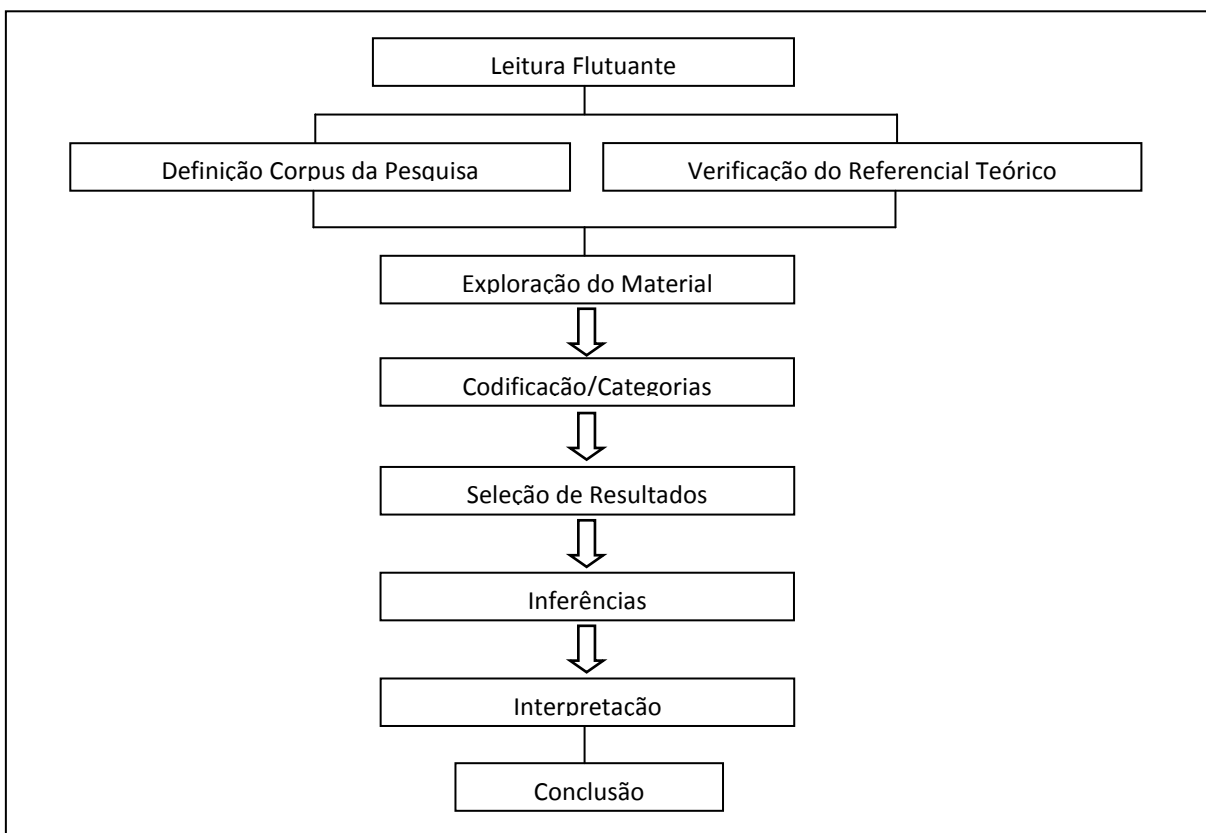 Leitura Flutuante
Definição Corpus da Pesquisa
Verificação do Referencial Teórico
Exploração do Material
Codificação/Categorias
Seleção de Resultados
Inferências
Interpretação
Conclusão